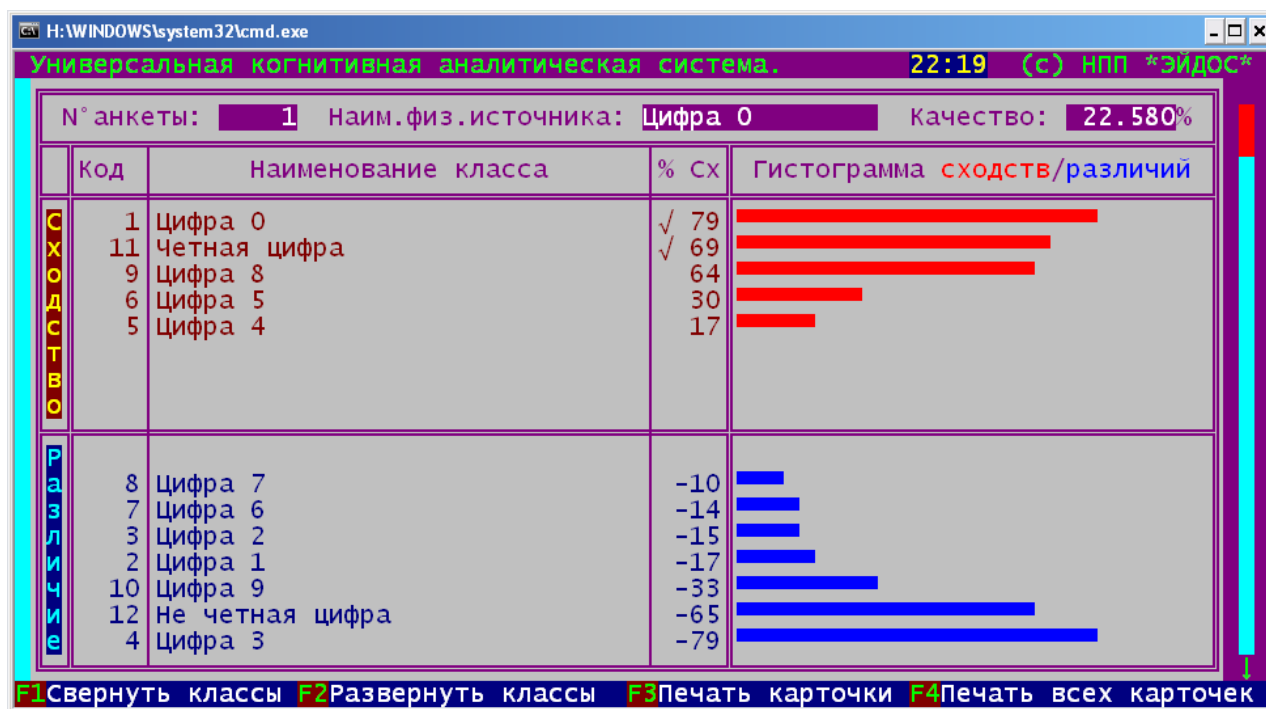 H:\WINDOWS\system32\cmd.exe
Универсальная когнитивная аналитическая система. 22:19 (с) НПП *ЭЙДОС*
N°анкеты: 1 Наим.физ.источника: Цифра 0 Качество: 22.580%
Код Наименование класса % Сх Гистограмма сходств/различий
Сходство
1 Цифра 0 √ 79
11 Четная цифра √ 69
9 Цифра 8 64
6 Цифра 5 30
5 Цифра 4 17
Различие
8 Цифра 7 -10
7 Цифра 6 -14
3 Цифра 2 -15
2 Цифра 1 -17
10 Цифра 9 -33
12 Не четная цифра -65
4 Цифра 3 -79
F1Свернуть классы F2Развернуть классы F3Печать карточки F4Печать всех карточек